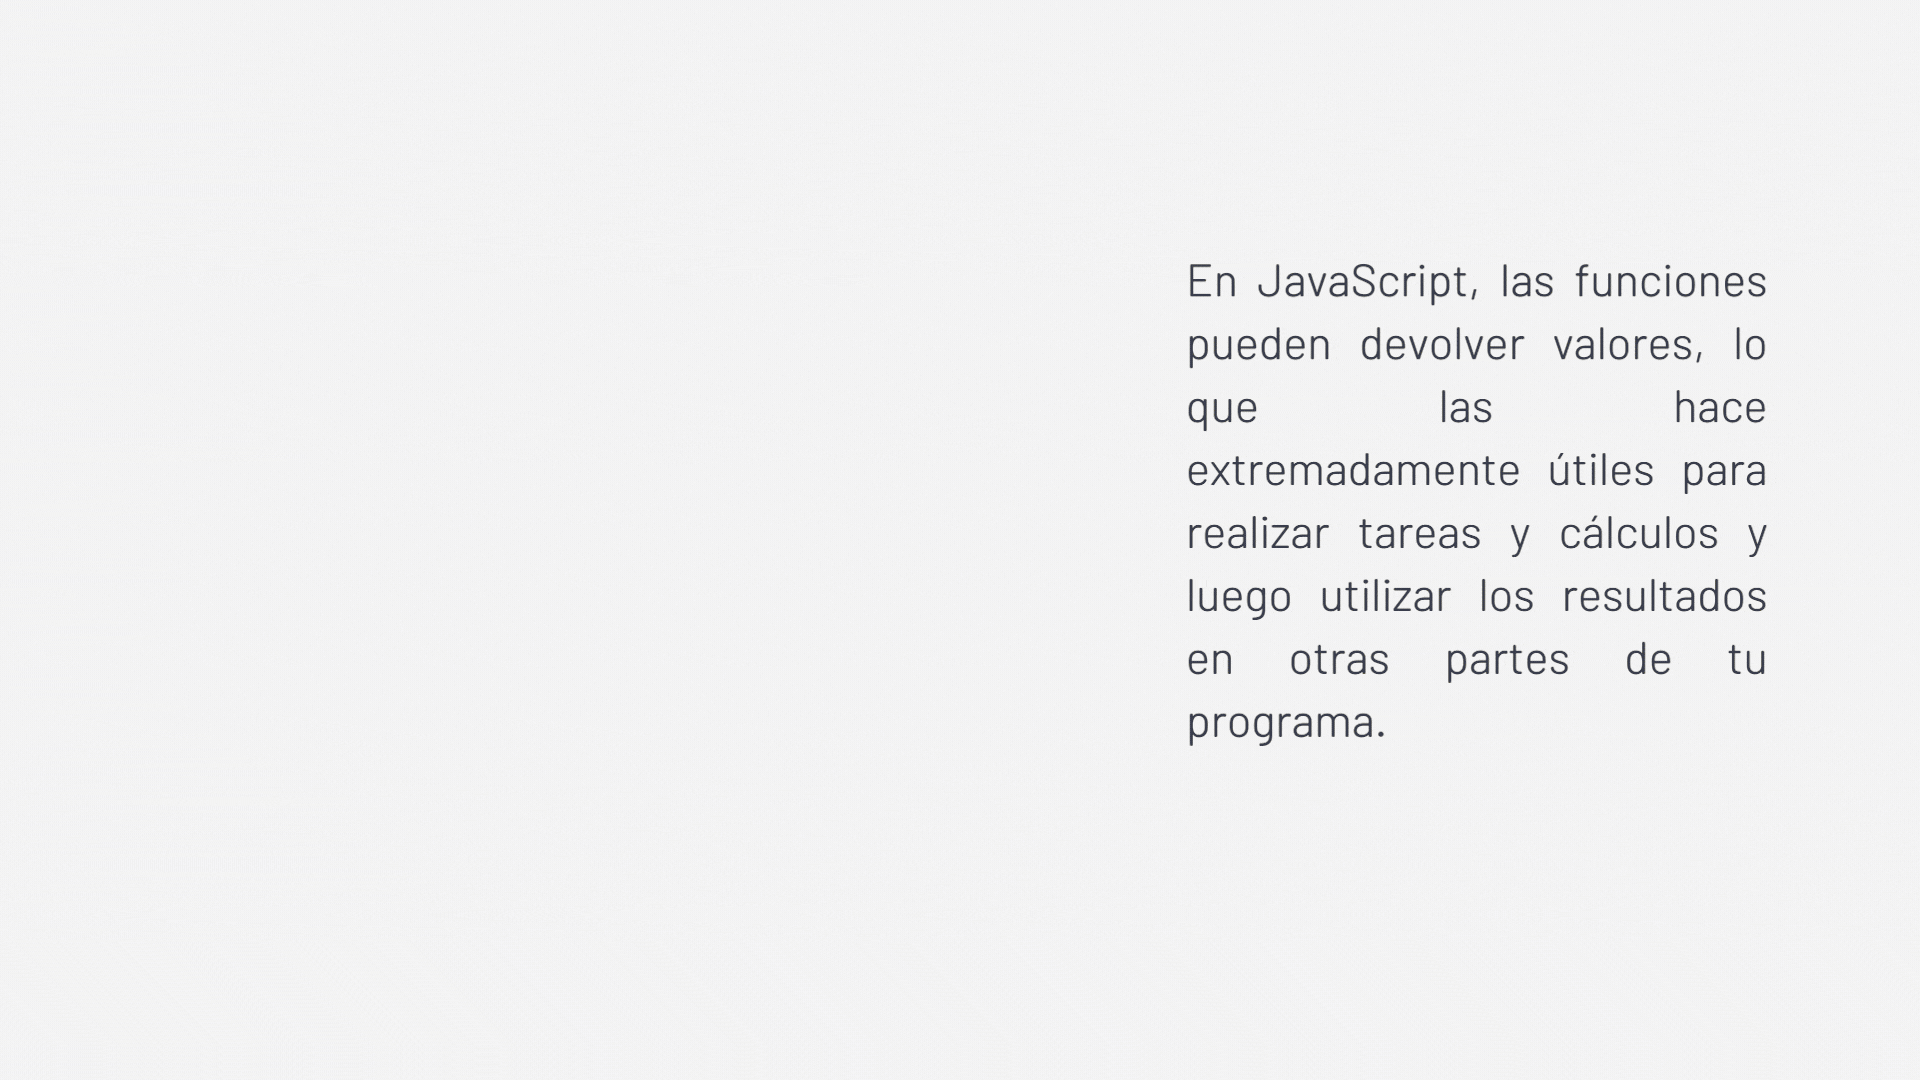 En JavaScript, las funciones
pueden devolver valores, lo
que las hace
extremadamente útiles para
realizar tareas y cálculos y
luego utilizar los resultados
en otras partes de tu
programa.